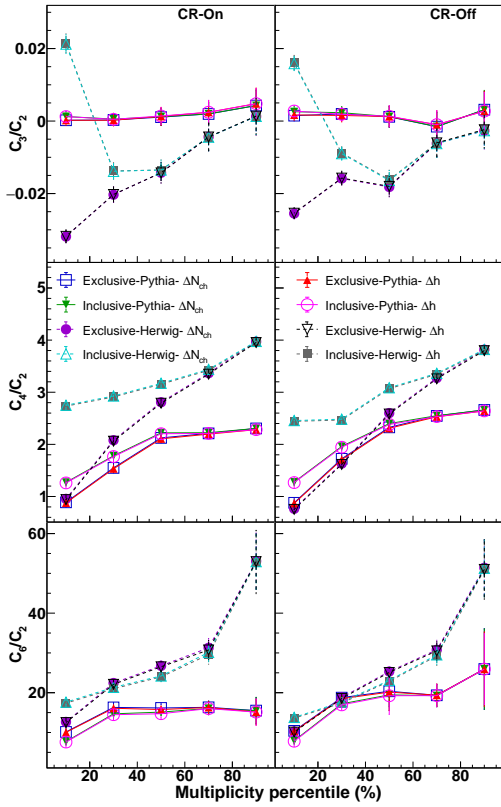 CR-On CR-Off
C3/C2
0.02
0
−0.02
C4/C2
5
4
3
2
1
Exclusive-Pythia- ΔNch
Inclusive-Pythia- ΔNch
Exclusive-Herwig- ΔNch
Inclusive-Herwig- ΔNch
Exclusive-Pythia- Δh
Inclusive-Pythia- Δh
Exclusive-Herwig- Δh
Inclusive-Herwig- Δh
C6/C2
60
40
20
20 40 60 80 20 40 60 80
Multiplicity percentile (%)